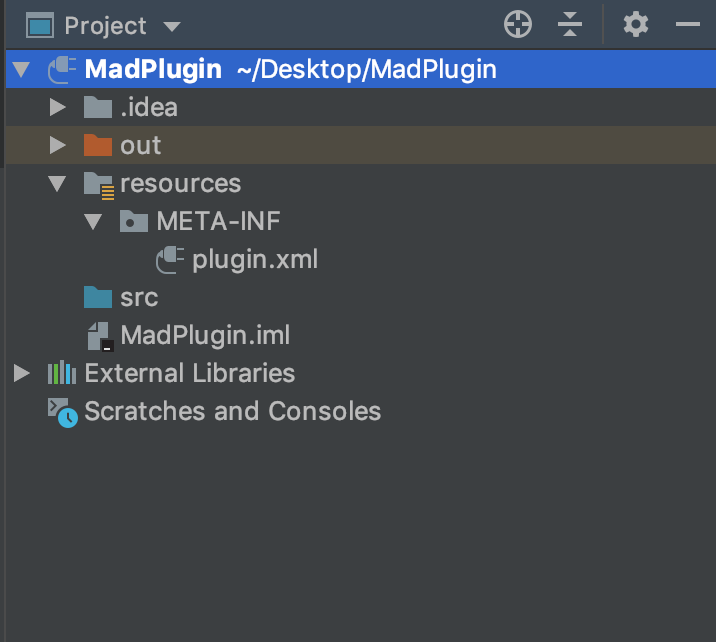 Project
MadPlugin ~/Desktop/MadPlugin
.idea
out
resources
META-INF
plugin.xml
src
MadPlugin.iml
External Libraries
Scratches and Consoles